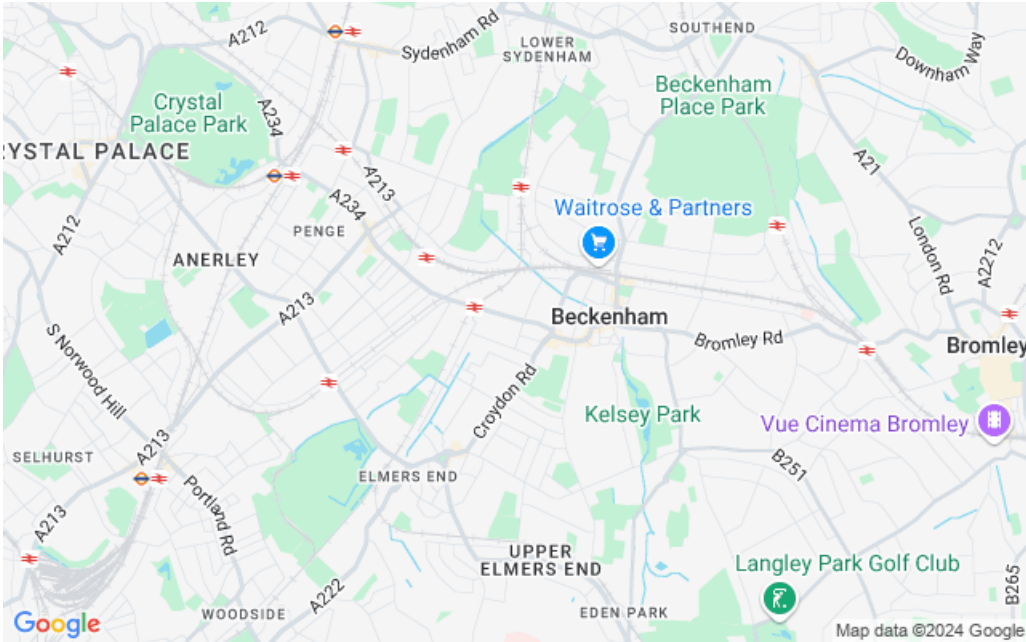 A212
Sydenham Rd
LOWER
SYDENHAM
SOUTHEND
Downham Way
Crystal
Palace Park
A234
Beckenham
Place Park
RYSTAL PALACE
A213
A21
A234
Waitrose & Partners
A212
PENGE
London Rd
A2212
ANERLEY
A213
Beckenham
Bromley Rd
Bromley
S Norwood Hill
Croydon Rd
Kelsey Park
Vue Cinema Bromley
A213
SELHURST
ELMERS END
B251
Portland Rd
A213
UPPER
ELMERS END
Langley Park Golf Club
B265
A222
WOODSIDE
EDEN PARK
Google
Map data ©2024 Google